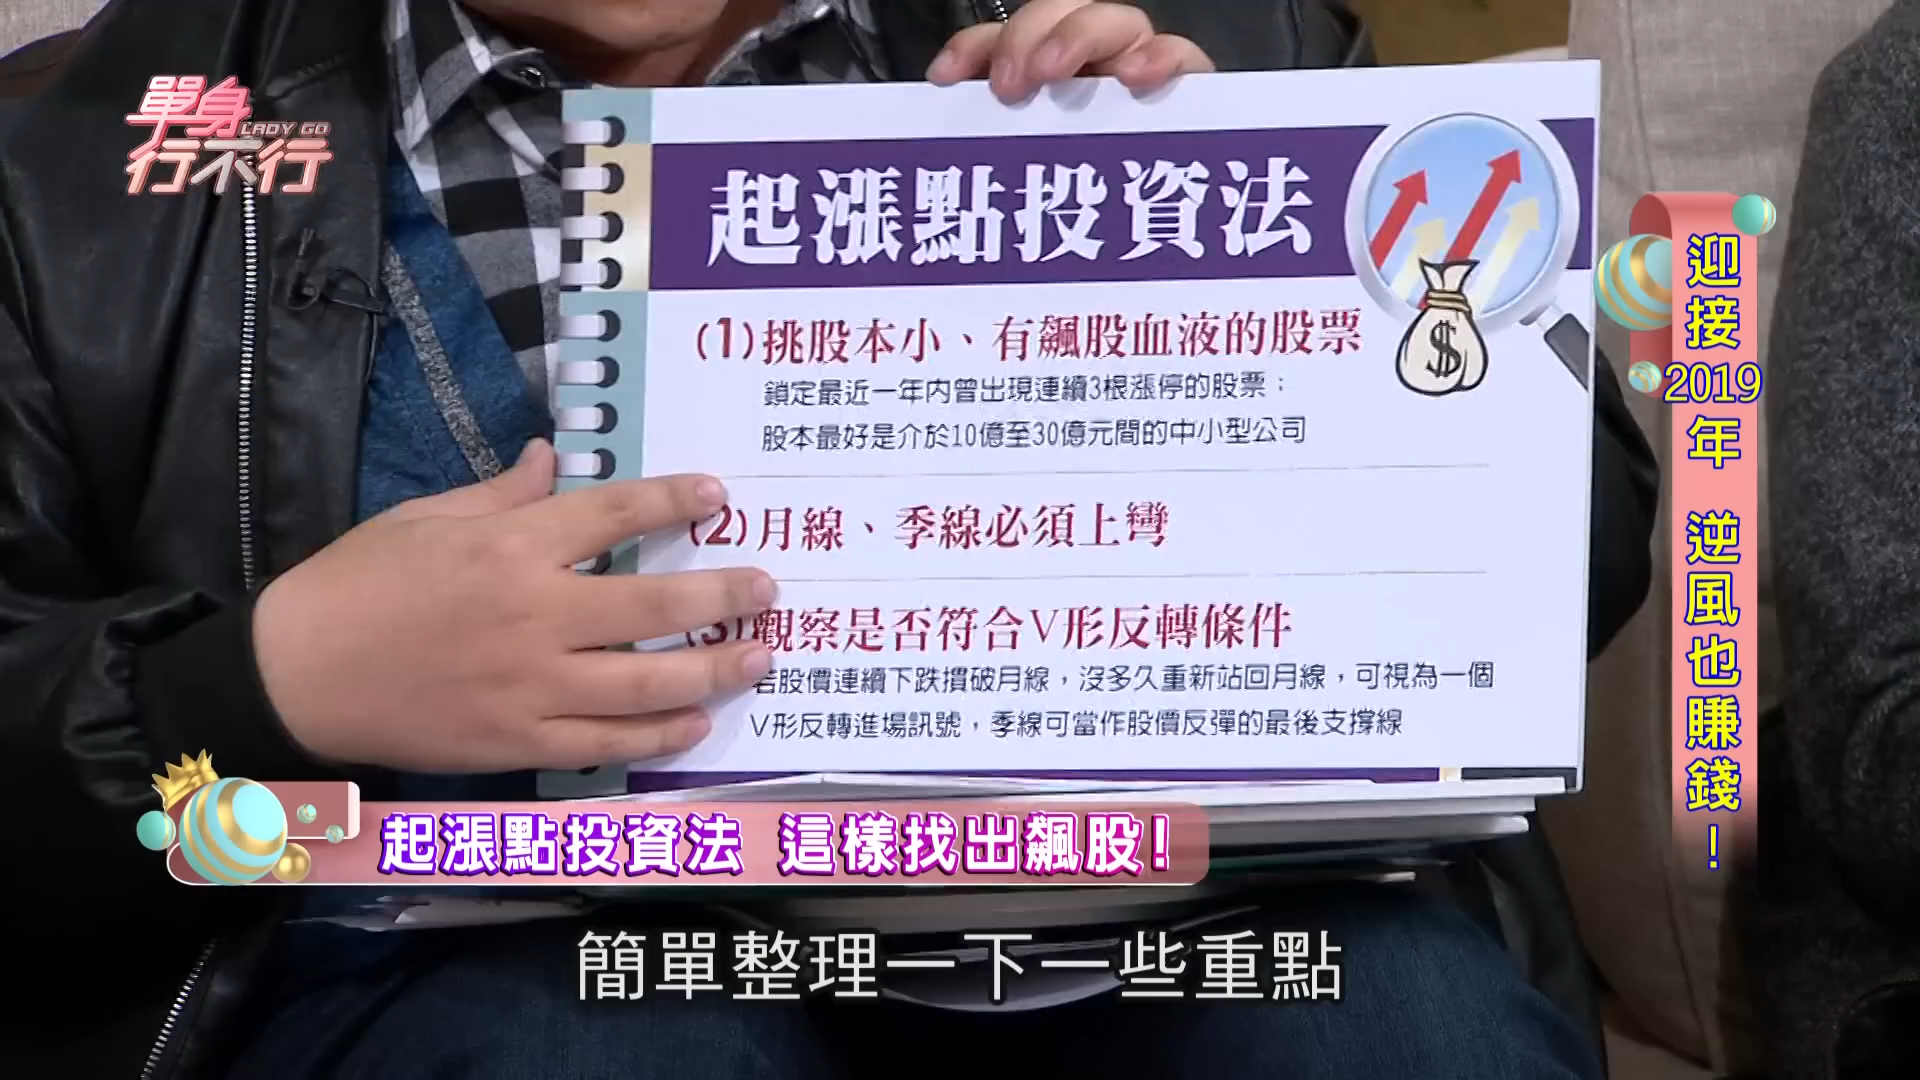 單身
LADY GO
行不行
起漲點投資法
(1)挑股本小、有飆股血液的股票
鎖定最近一年內曾出現連續3根漲停的股票；
股本最好是介於10億至30億元間的中小型公司
(2)月線、季線必須上彎
(3)觀察是否符合V形反轉條件
若股價連續下跌摜破月線，沒多久重新站回月線，可視為一個
V形反轉進場訊號，季線可當作股價反彈的最後支撐線
$
迎接2019年 逆風也賺錢！
起漲點投資法 這樣找出飆股！
簡單整理一下一些重點